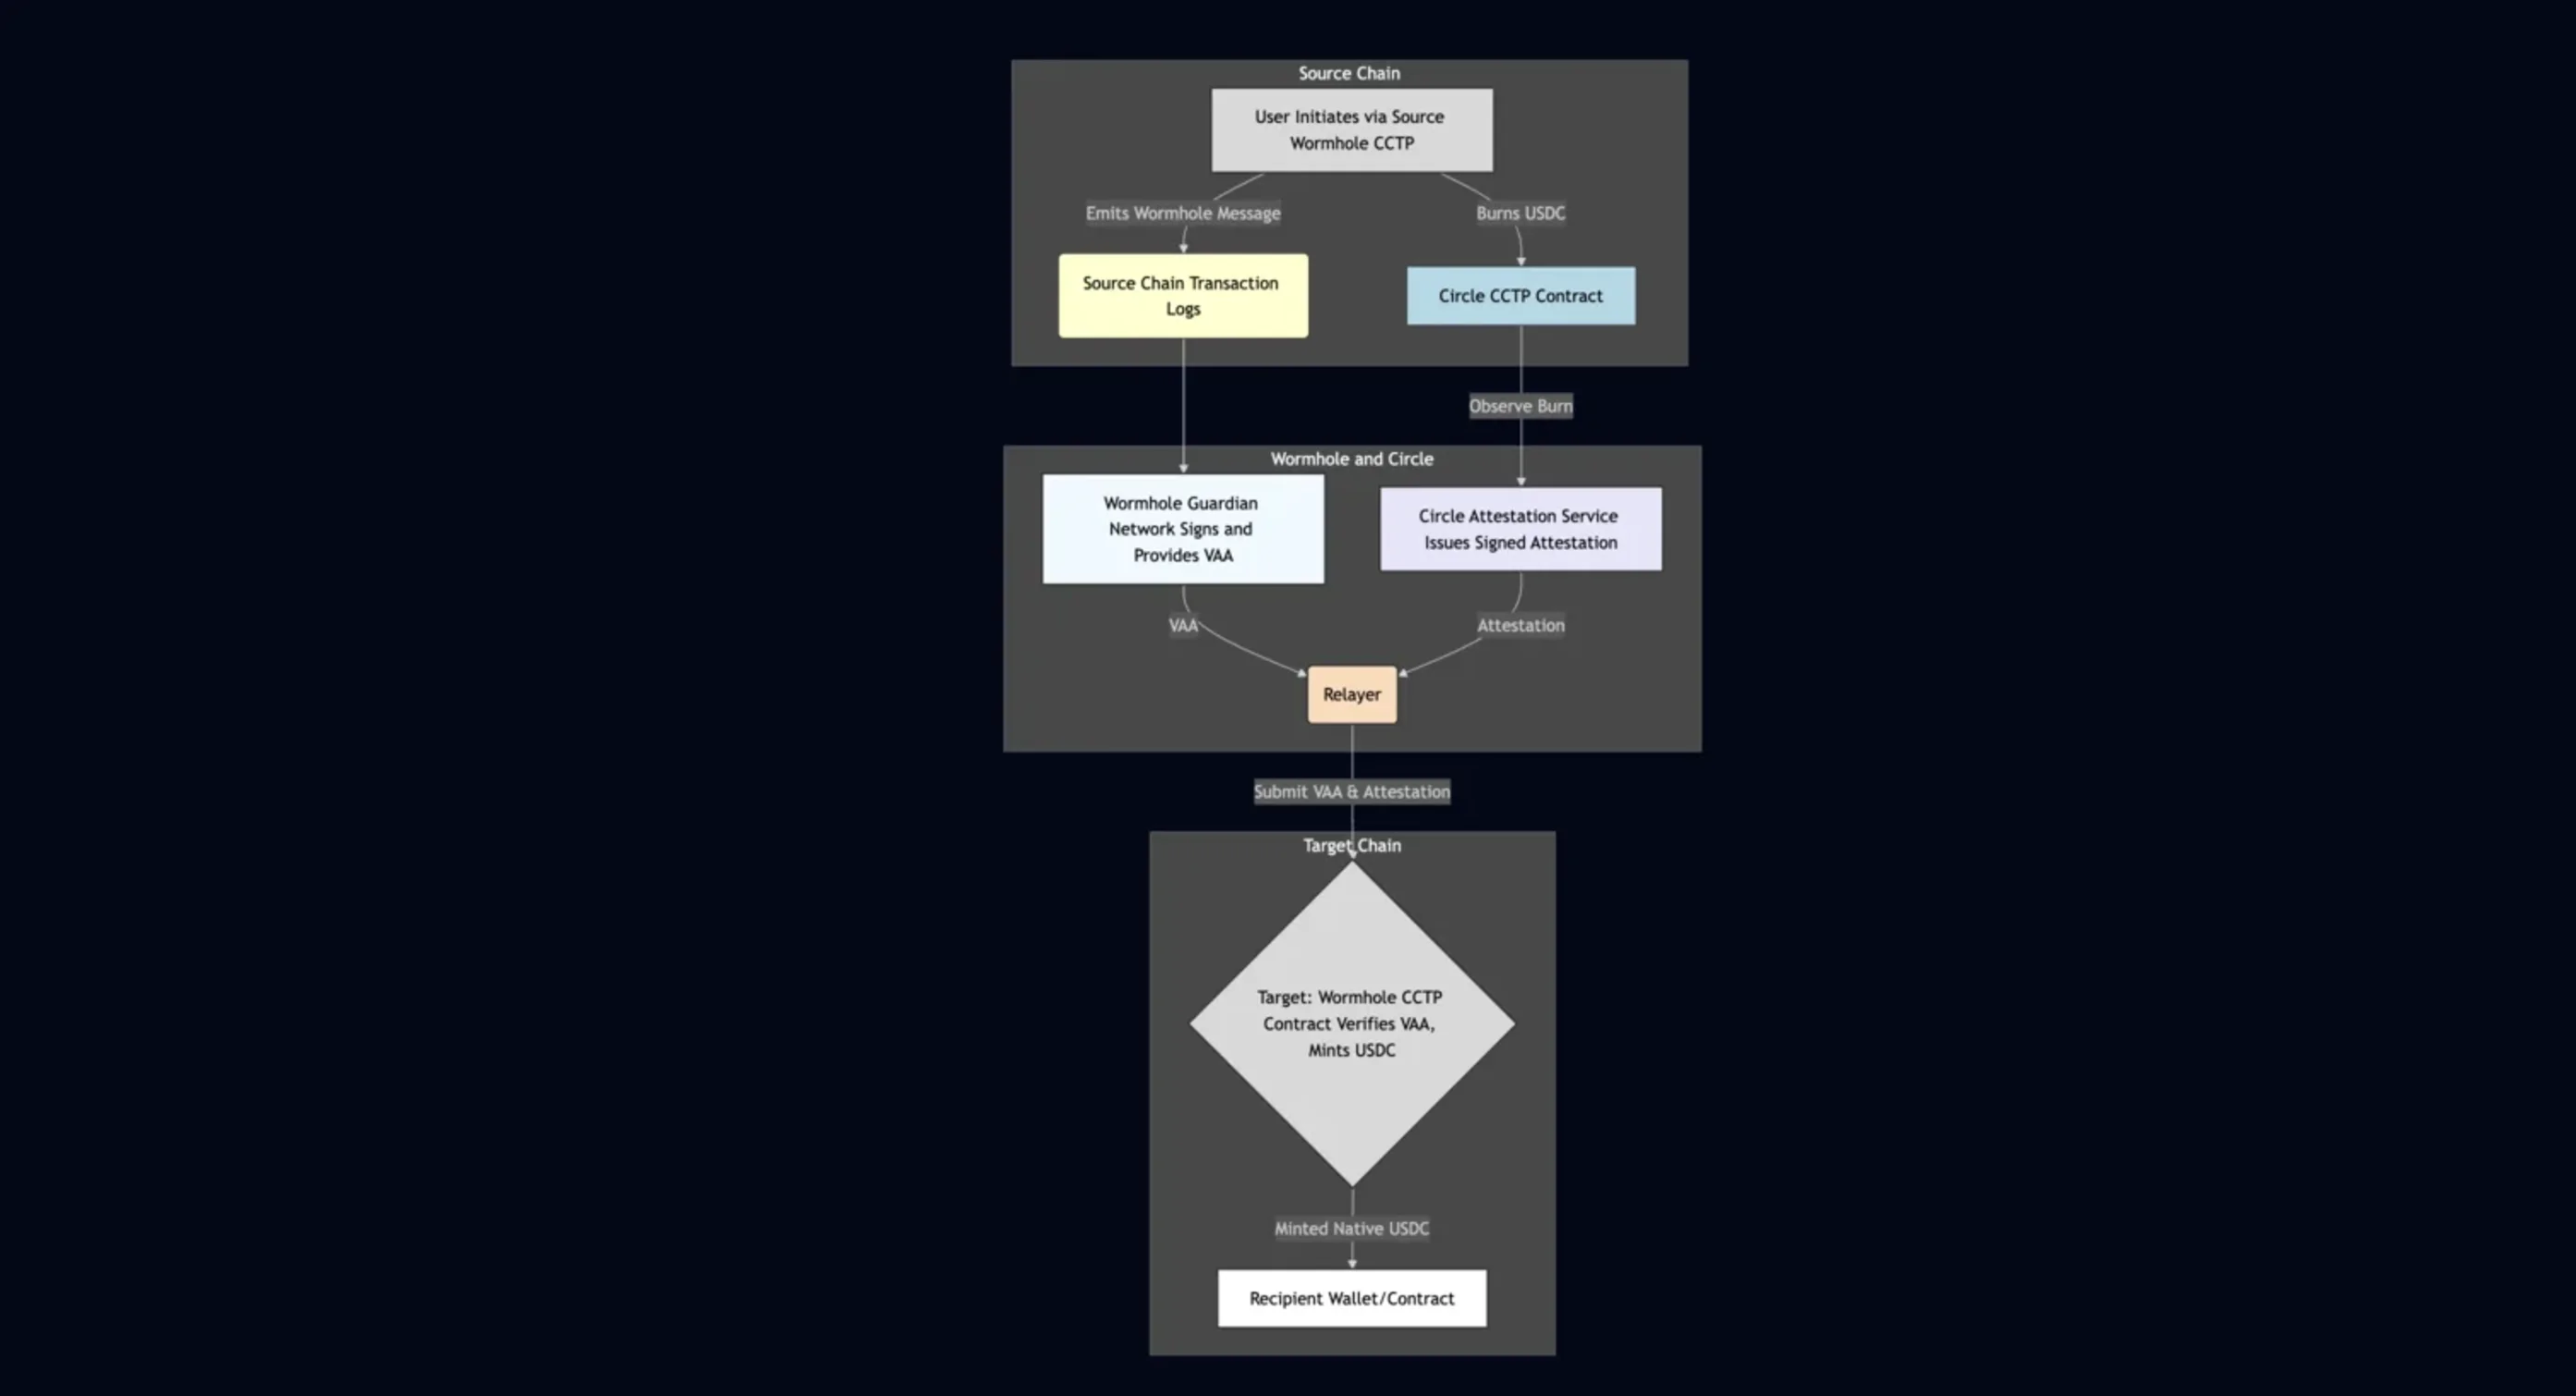 Source Chain
User Initiates via Source
Wormhole CCTP
Emits Wormhole Message
Burns USDC
Source Chain Transaction
Logs
Circle CCTP Contract
Observe Burn
Wormhole and Circle
Wormhole Guardian
Network Signs and
Provides VAA
Circle Attestation Service
Issues Signed Attestation
VAA
Attestation
Relayer
Submit VAA & Attestation
Target Chain
Target: Wormhole CCTP
Contract Verifies VAA,
Mints USDC
Minted Native USDC
Recipient Wallet/Contract